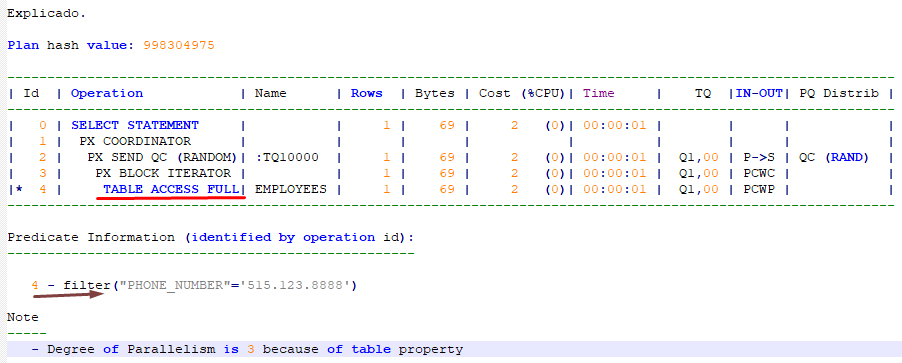 Explicado.
Plan hash value: 998304975
--------------------------------------------------------------------------------------------------------------
| Id | Operation | Name | Rows | Bytes | Cost (%CPU)| Time | TQ |IN-OUT| PQ Distrib |
--------------------------------------------------------------------------------------------------------------
| 0 | SELECT STATEMENT | | 1 | 69 | 2 (0)| 00:00:01 | | | |
| 1 | PX COORDINATOR | | | | | | | | |
| 2 | PX SEND QC (RANDOM)| :TQ10000 | 1 | 69 | 2 (0)| 00:00:01 | Q1,00 | P->S | QC (RAND) |
| 3 | PX BLOCK ITERATOR | | 1 | 69 | 2 (0)| 00:00:01 | Q1,00 | PCWC | |
|* 4 | TABLE ACCESS FULL| EMPLOYEES | 1 | 69 | 2 (0)| 00:00:01 | Q1,00 | PCWP | |
--------------------------------------------------------------------------------------------------------------
Predicate Information (identified by operation id):
---------------------------------------------------
4 - filter("PHONE_NUMBER"='515.123.8888')
Note
-----
- Degree of Parallelism is 3 because of table property